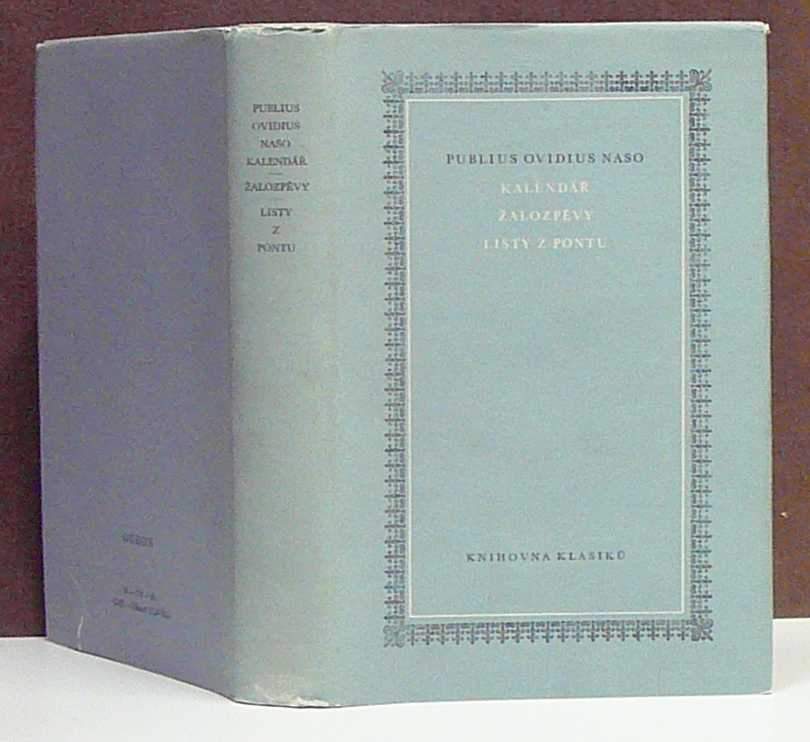 PUBLIUS
OVIDIUS
NASO
KALENDÁŘ
ŽALOZPĚVY
LISTY
Z
PONTU
PUBLIUS OVIDIUS NASO
KALENDÁŘ
ŽALOZPĚVY
LISTY Z PONTU
KNIHOVNA KLASIKŮ